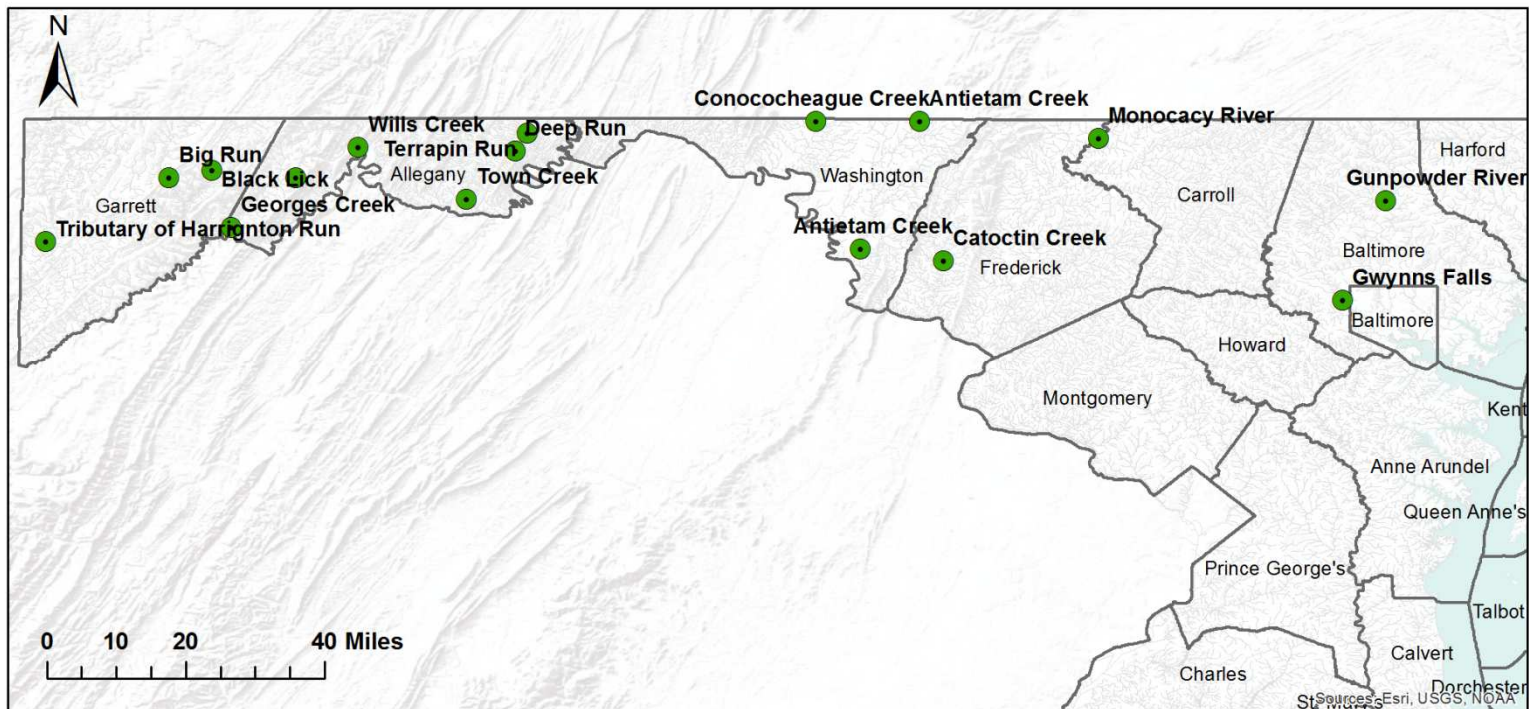 N
Conococheague Creek
Antietam Creek
Monocacy River
Wills Creek
Deep Run
Terrapin Run
Big Run
Harford
Allegany
Town Creek
Washington
Gunpowder River
Black Lick
Carroll
Garrett
Georges Creek
Tributary of Harrignton Run
Antietam Creek
Catoctin Creek
Baltimore
Frederick
Gwynns Falls
Baltimore
Howard
Montgomery
Kent
Anne Arundel
Queen Anne's
Prince George's
Talbot
0 10 20 40 Miles
Calvert
Charles
Dorchester
St. Mary's
Sources: Esri, USGS, NOAA